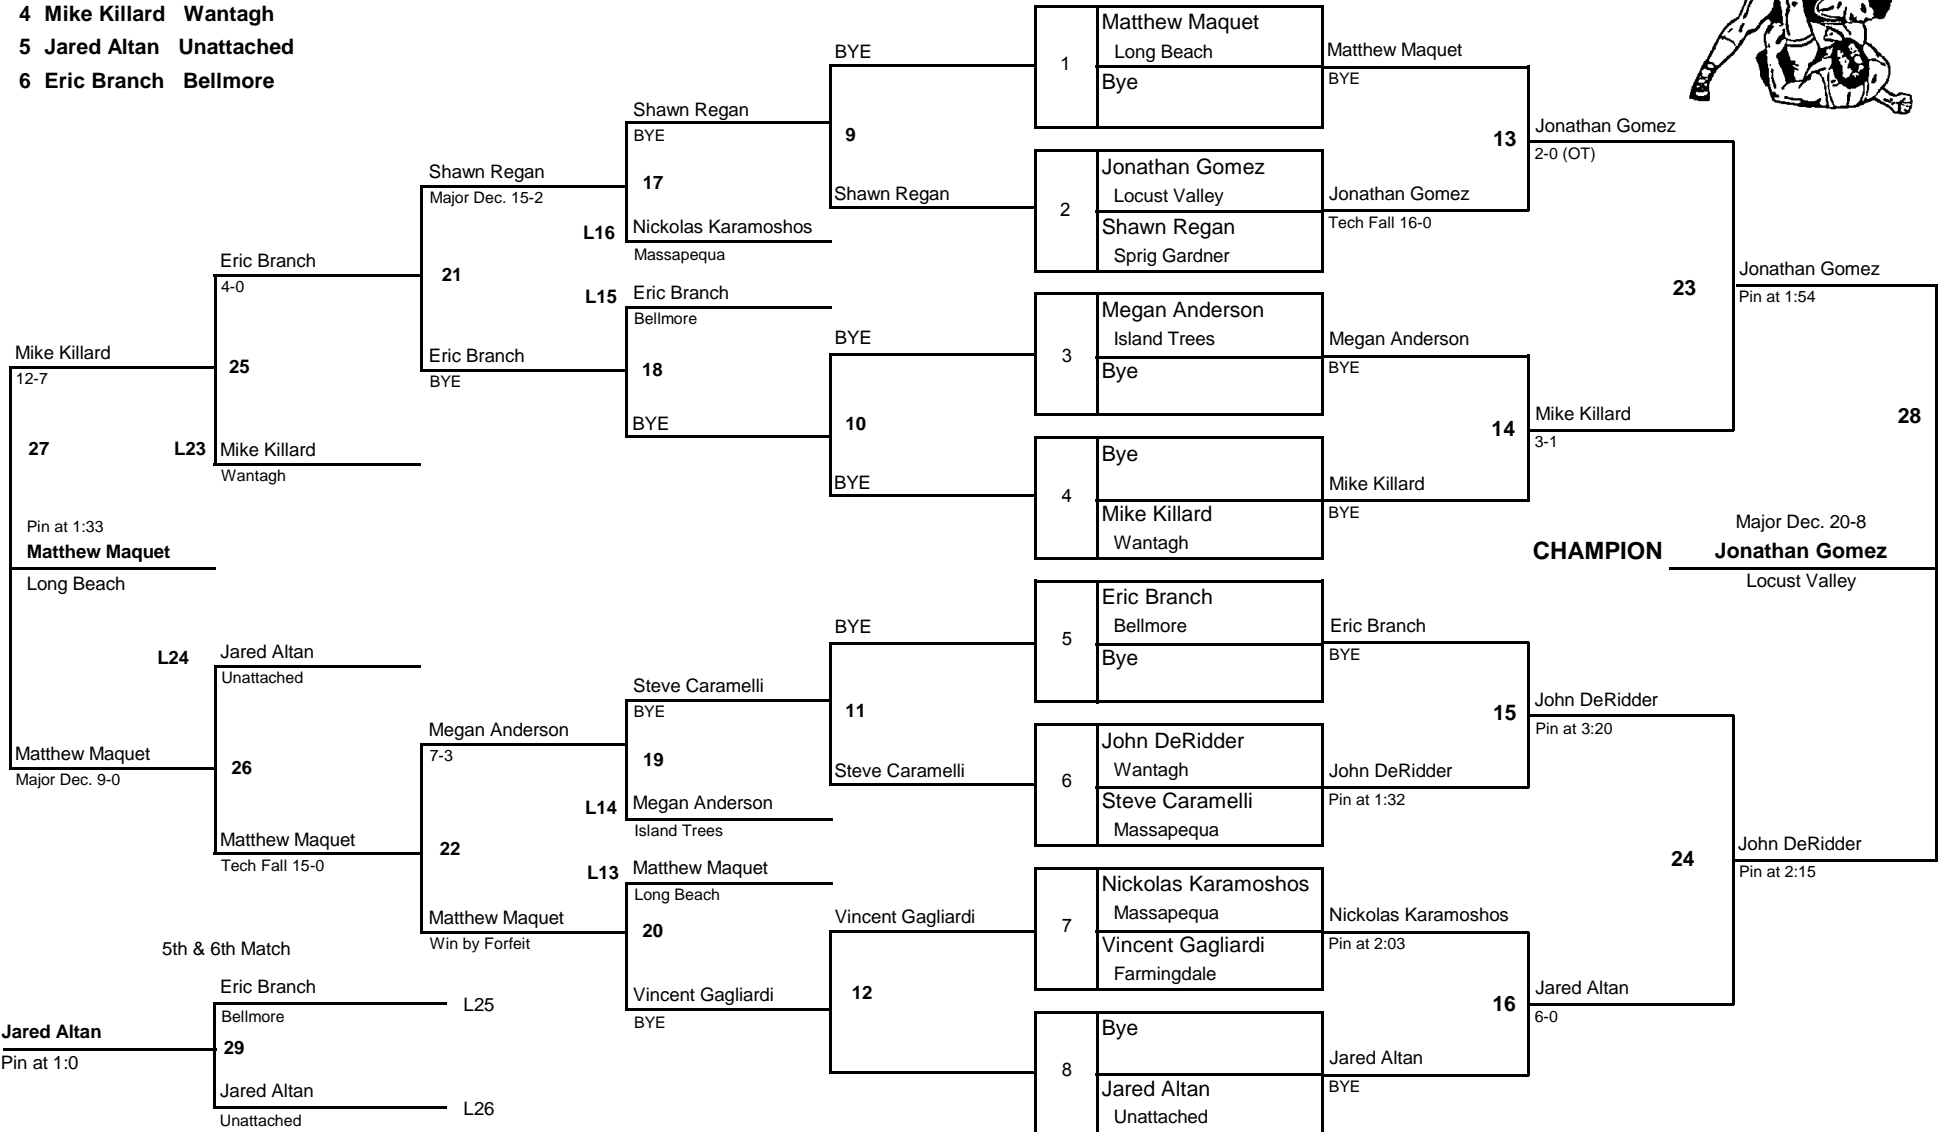 4 Mike Killard Wantagh
5 Jared Altan Unattached
6 Eric Branch Bellmore
Mike Killard
12-7
27
Pin at 1:33
Matthew Maquet
Long Beach
Matthew Maquet
Major Dec. 9-0
5th & 6th Match
Jared Altan
Pin at 1:0
Eric Branch
4-0
25
L23
Mike Killard
Wantagh
L24
Jared Altan
Unattached
26
Matthew Maquet
Tech Fall 15-0
Eric Branch
L25
Bellmore
29
Jared Altan
L26
Unattached
Shawn Regan
Major Dec. 15-2
21
Eric Branch
BYE
Megan Anderson
7-3
22
Matthew Maquet
Win by Forfeit
Shawn Regan
BYE
17
L16
Nickolas Karamoshos
Massapequa
L15
Eric Branch
Bellmore
18
BYE
Steve Caramelli
BYE
19
L14
Megan Anderson
Island Trees
L13
Matthew Maquet
Long Beach
20
Vincent Gagliardi
BYE
BYE
9
Shawn Regan
BYE
10
BYE
BYE
11
Steve Caramelli
Vincent Gagliardi
12
1
Matthew Maquet
Long Beach
Bye
2
Jonathan Gomez
Locust Valley
Shawn Regan
Sprig Gardner
3
Megan Anderson
Island Trees
Bye
4
Bye
Mike Killard
Wantagh
5
Eric Branch
Bellmore
Bye
6
John DeRidder
Wantagh
Steve Caramelli
Massapequa
7
Nickolas Karamoshos
Massapequa
Vincent Gagliardi
Farmingdale
8
Bye
Jared Altan
Unattached
Matthew Maquet
BYE
13
Jonathan Gomez
Tech Fall 16-0
Megan Anderson
BYE
14
Mike Killard
BYE
Eric Branch
BYE
15
John DeRidder
Pin at 1:32
Nickolas Karamoshos
Pin at 2:03
16
Jared Altan
BYE
Jonathan Gomez
2-0 (OT)
23
Mike Killard
3-1
John DeRidder
Pin at 3:20
24
Jared Altan
6-0
Jonathan Gomez
Pin at 1:54
28
Major Dec. 20-8
CHAMPION Jonathan Gomez
Locust Valley
John DeRidder
Pin at 2:15